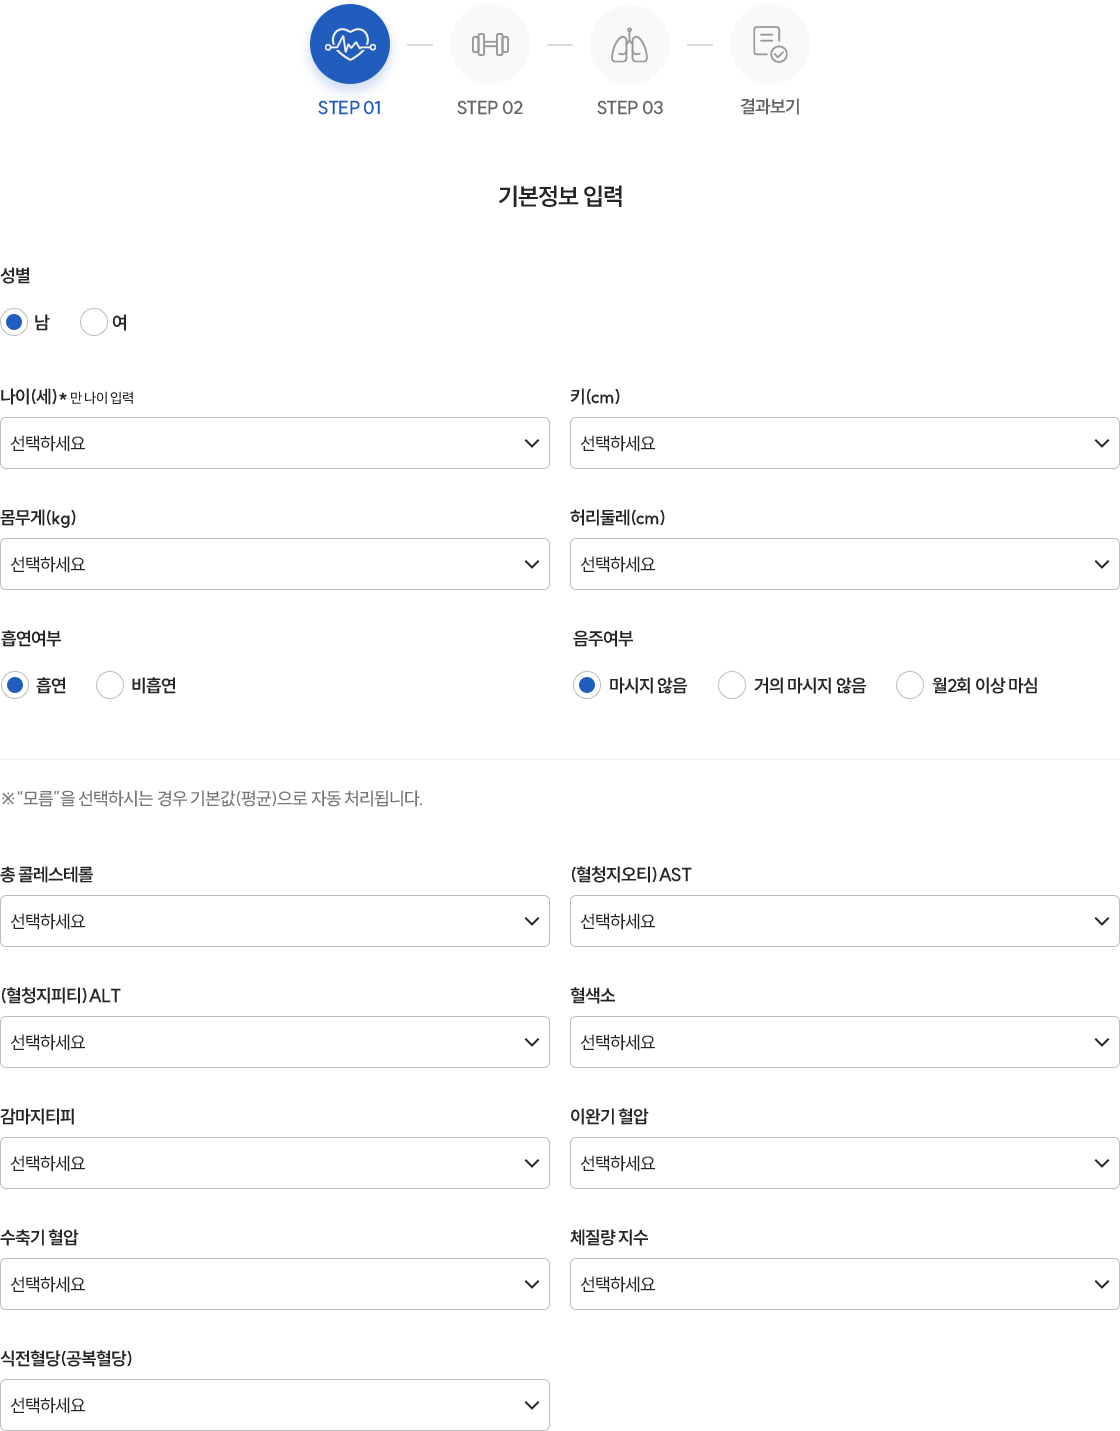 STEP 01
STEP 02
STEP 03
결과보기
기본정보 입력
성별
남
여
나이(세)* 만 나이 입력
키(cm)
선택하세요
선택하세요
몸무게(kg)
허리둘레(cm)
선택하세요
선택하세요
흡연여부
음주여부
흡연
비흡연
마시지 않음
거의 마시지 않음
월2회 이상 마심
※ “모름”을 선택하시는 경우 기본값(평균)으로 자동 처리됩니다.
총 콜레스테롤
(혈청지오티) AST
선택하세요
선택하세요
(혈청지피티) ALT
혈색소
선택하세요
선택하세요
감마지티피
이완기 혈압
선택하세요
선택하세요
수축기 혈압
체질량 지수
선택하세요
선택하세요
식전혈당(공복혈당)
선택하세요